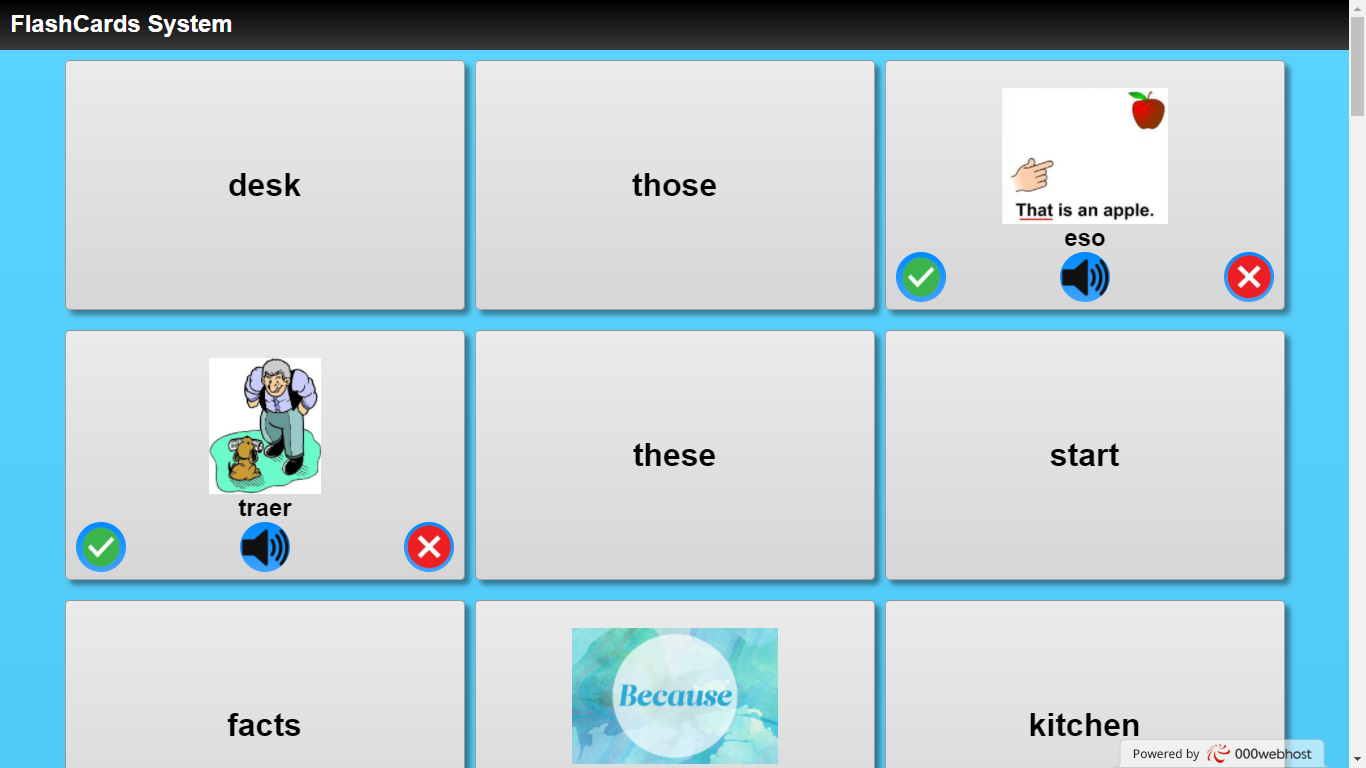 FlashCards System
desk
those
That is an apple.
eso
traer
these
start
facts
Because
kitchen
Powered by 000webhost